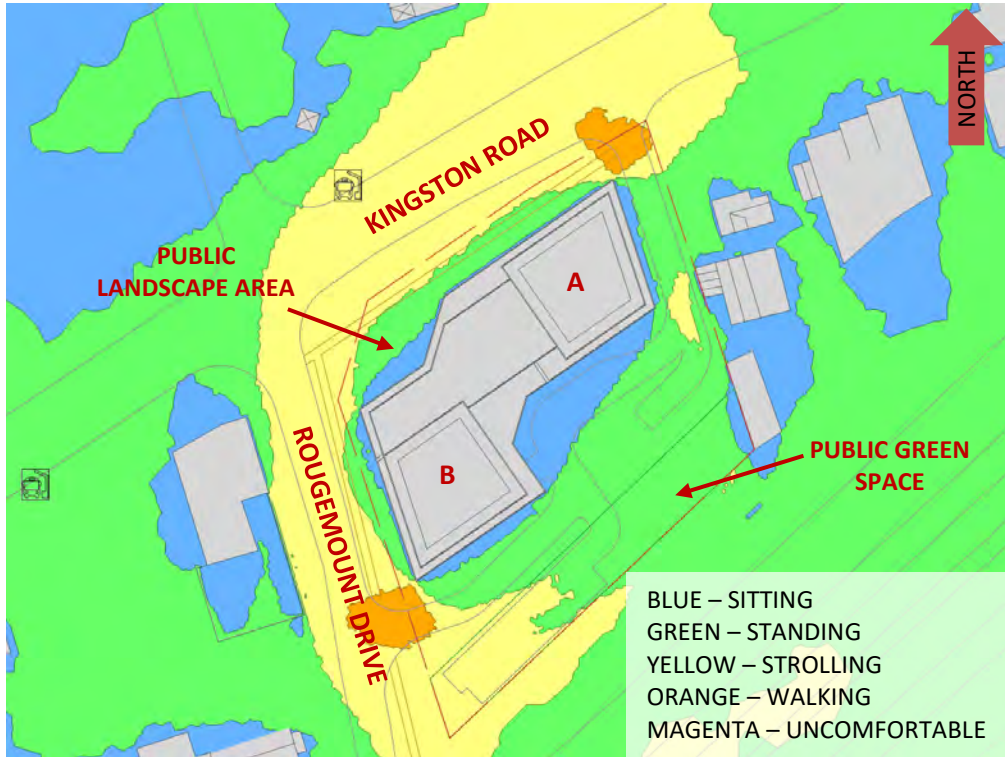 NORTH
KINGSTON ROAD
PUBLIC
LANDSCAPE AREA
A
B
ROUGEMOUNT DRIVE
PUBLIC GREEN
SPACE
BLUE – SITTING
GREEN – STANDING
YELLOW – STROLLING
ORANGE – WALKING
MAGENTA – UNCOMFORTABLE